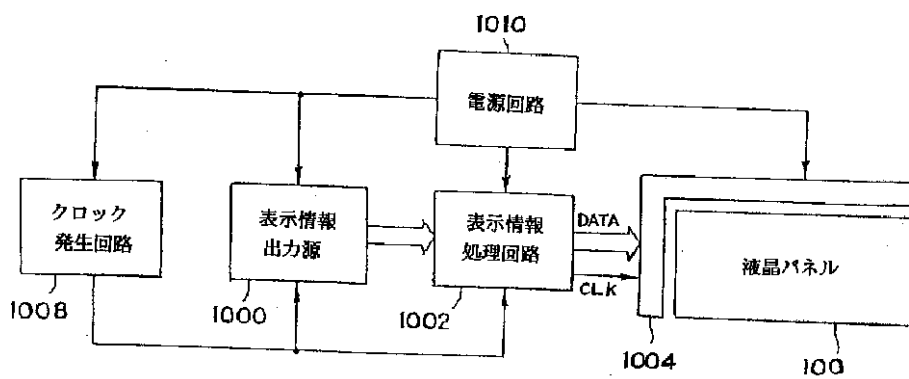 1010
電源回路
クロック
発生回路
表示情報
出力源
表示情報
処理回路
DATA
CLK
液晶パネル
1008
1000
1002
1004
100